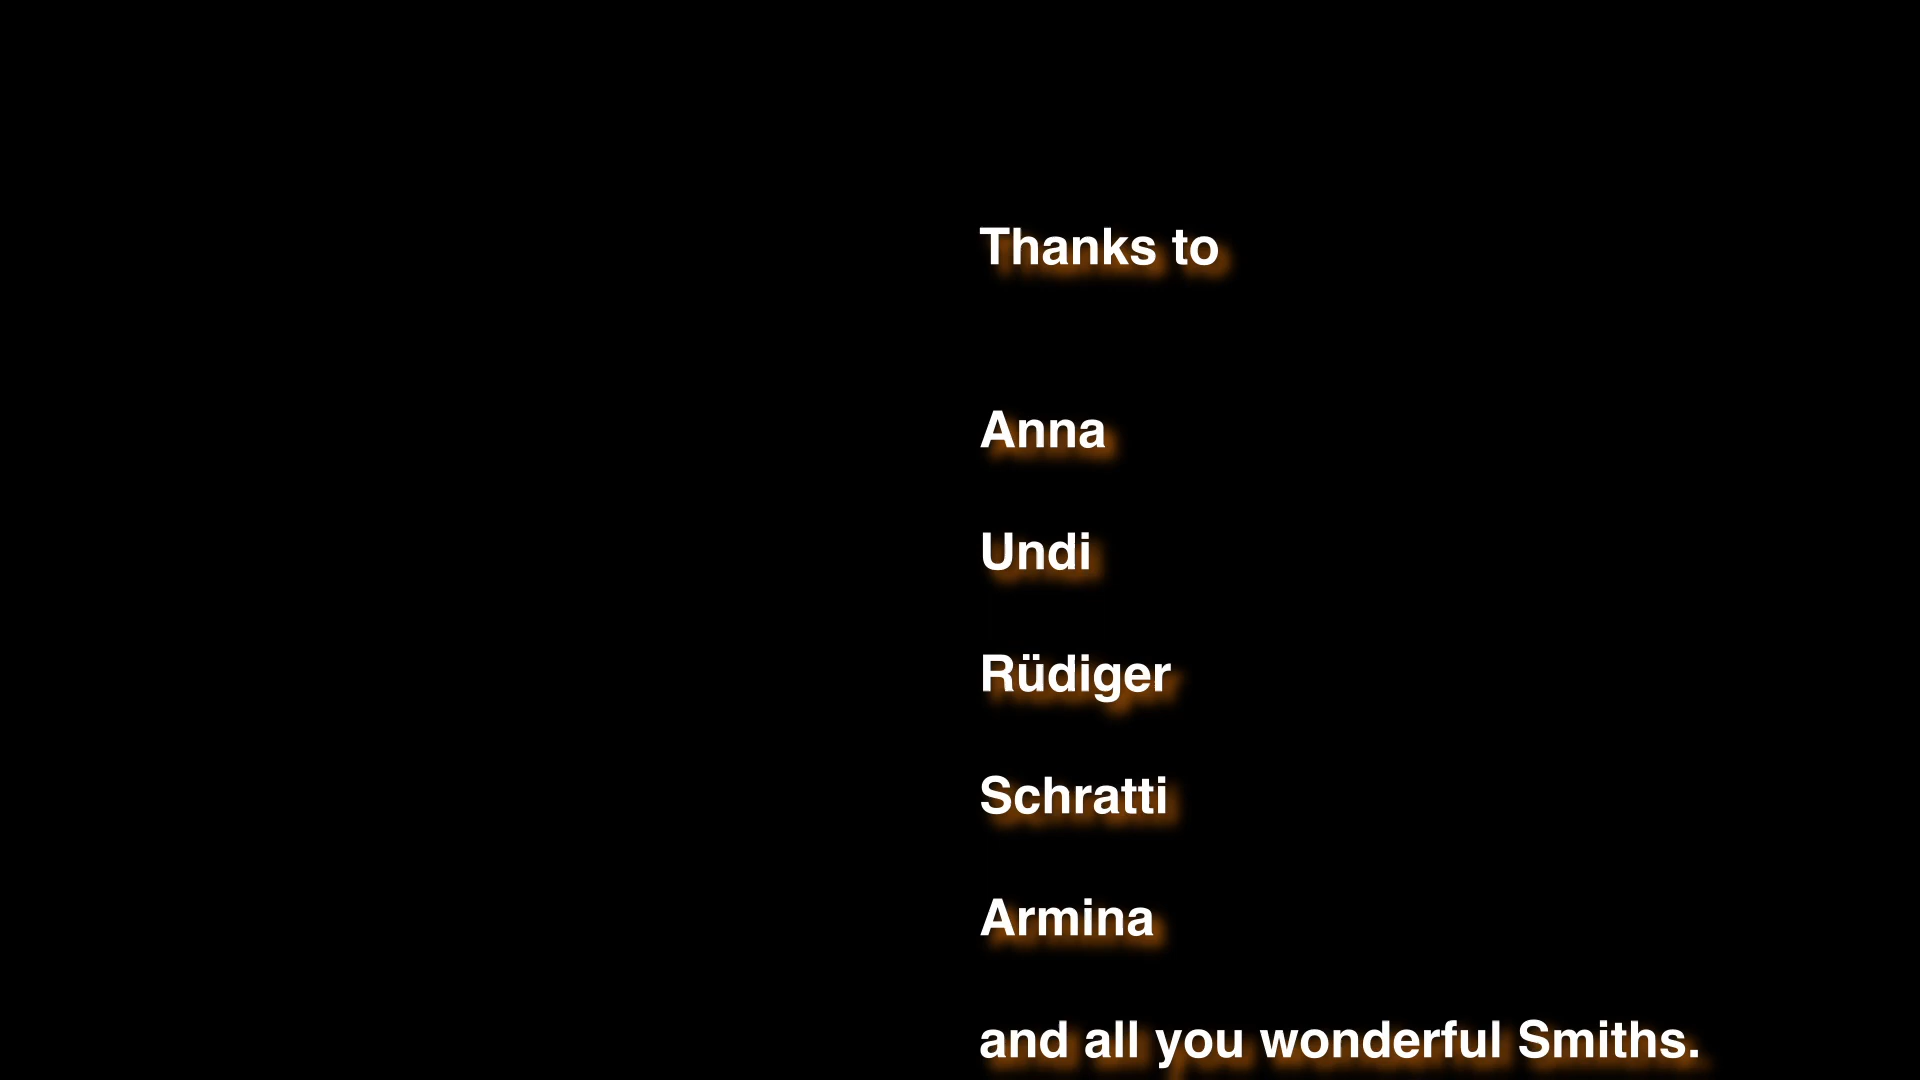 Thanks to
Anna
Undi
Rüdiger
Schratti
Armina
and all you wonderful Smiths.